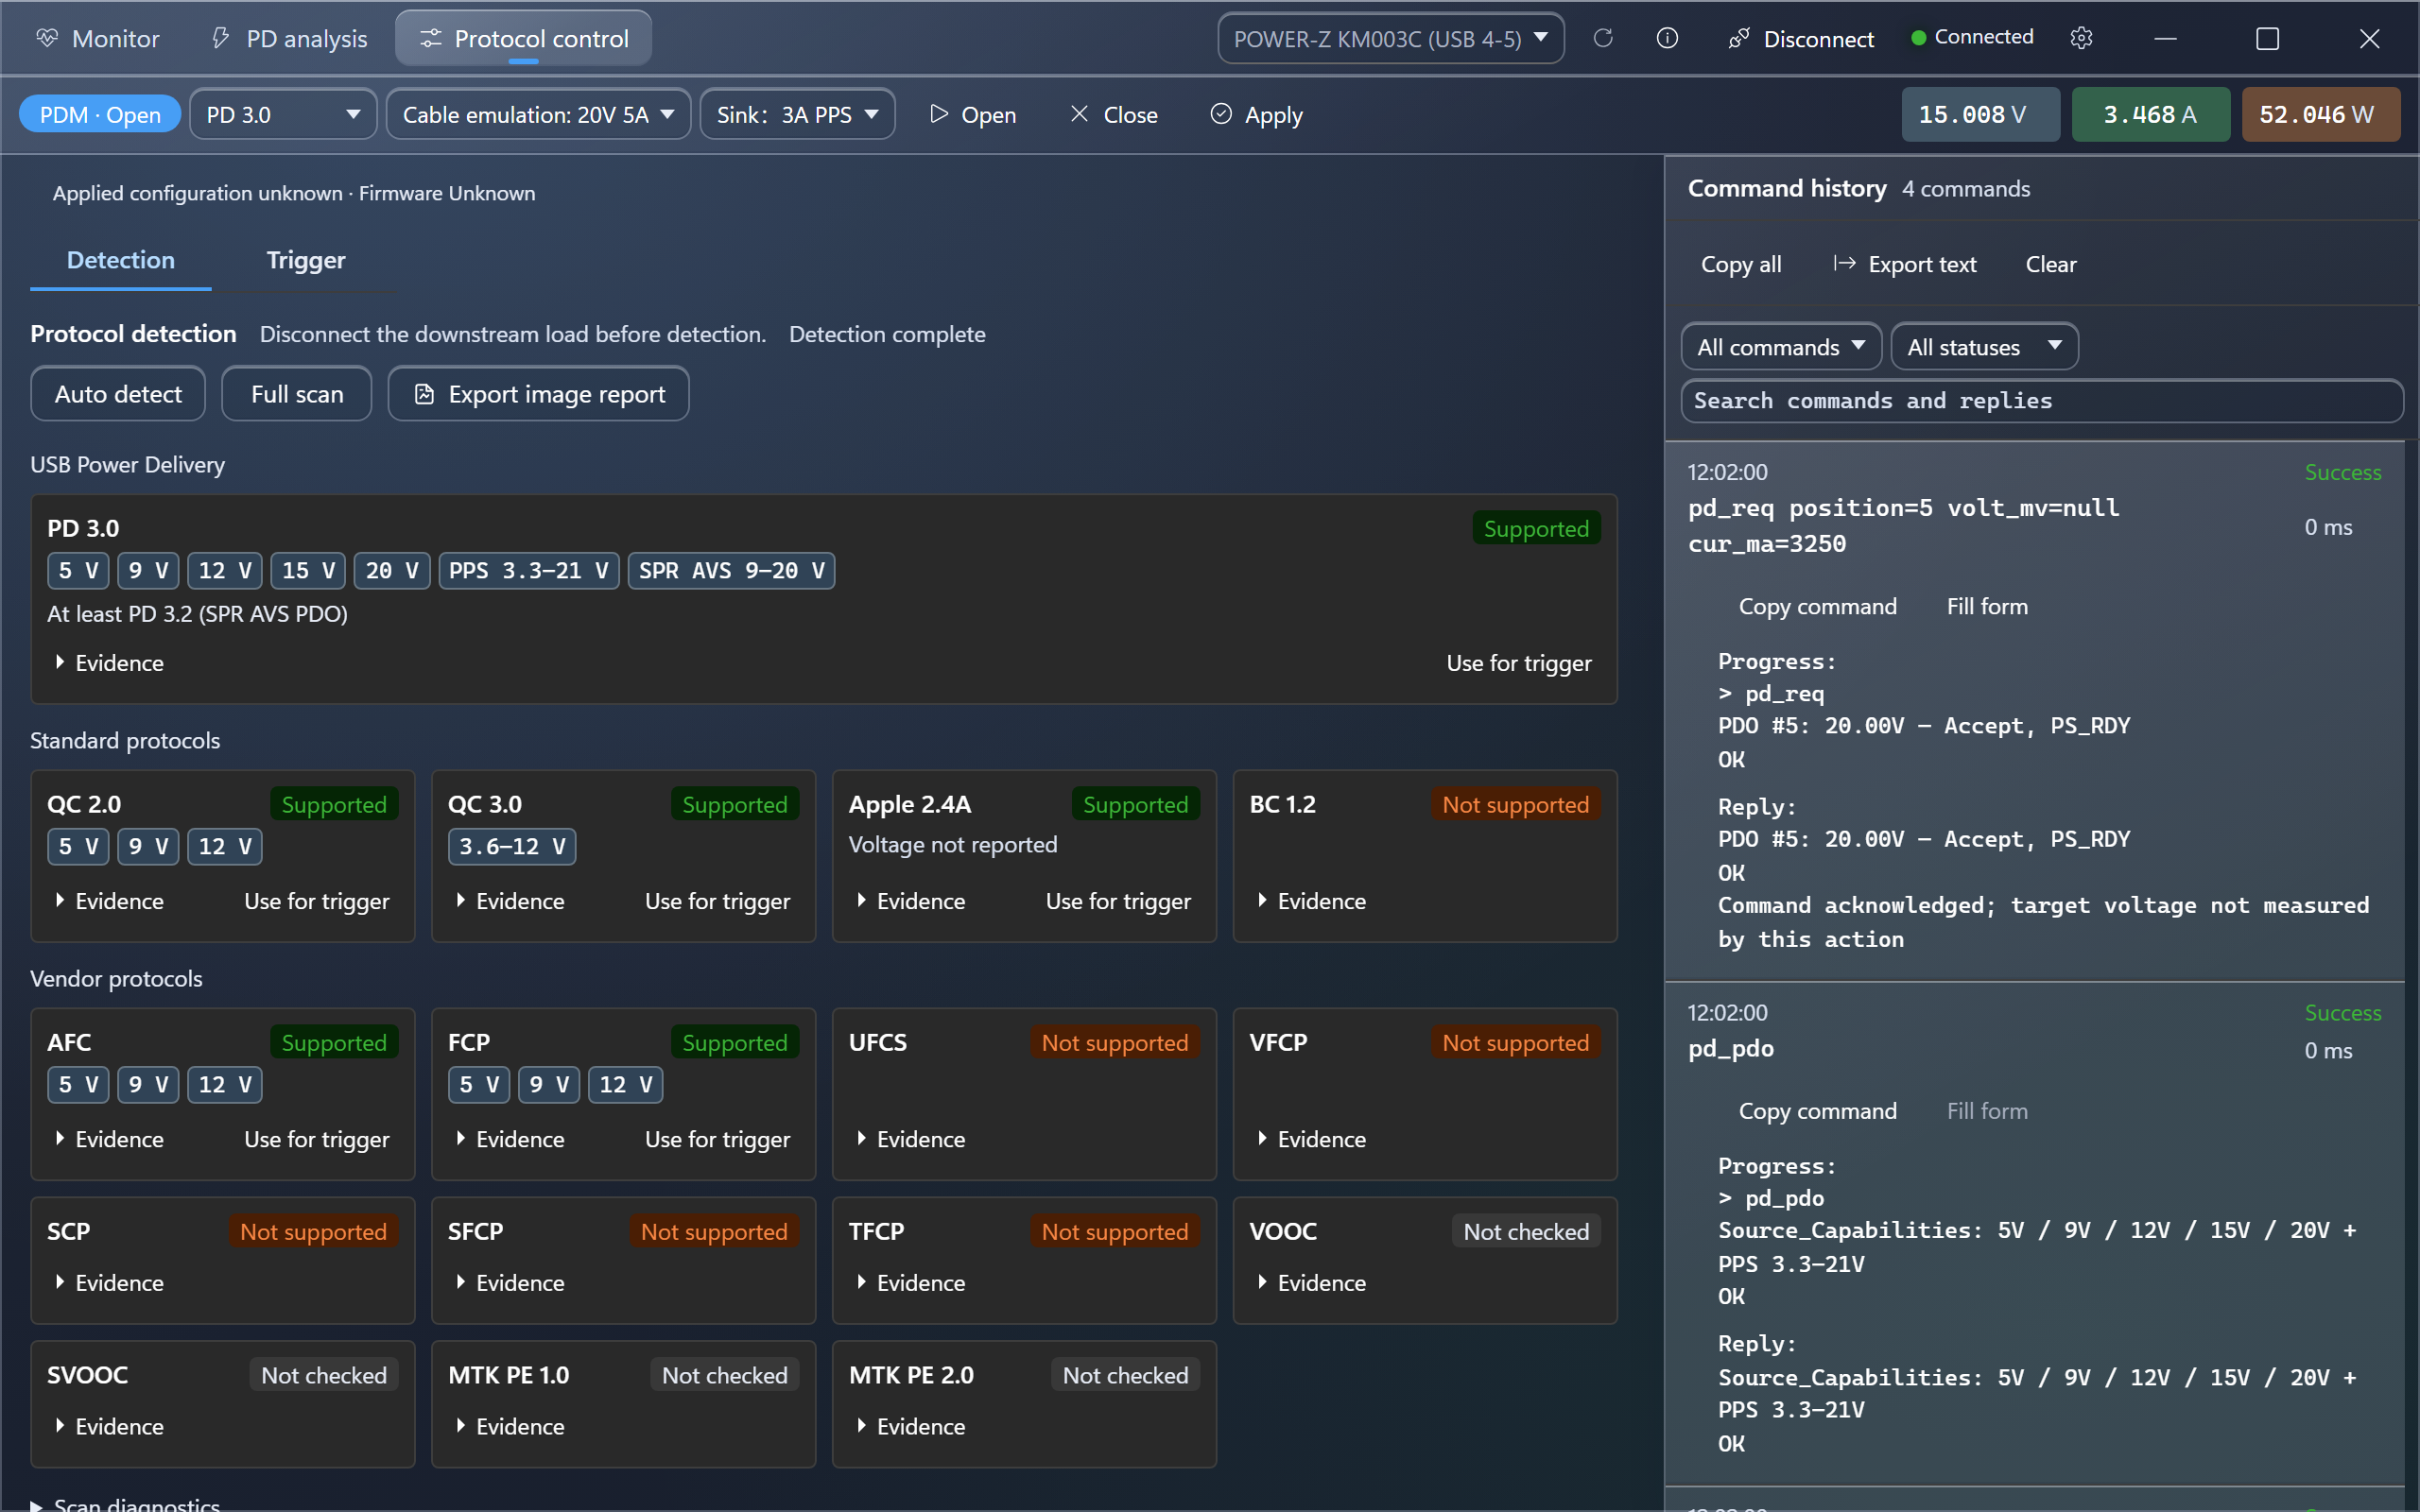 Monitor
PD analysis
Protocol control
POWER-Z KM003C (USB 4-5)
Disconnect
Connected
PDM · Open
PD 3.0
Cable emulation: 20V 5A
Sink: 3A PPS
Open
Close
Apply
15.008 V
3.468 A
52.046 W
Applied configuration unknown · Firmware Unknown
Detection
Trigger
Protocol detection Disconnect the downstream load before detection. Detection complete
Auto detect
Full scan
Export image report
USB Power Delivery
PD 3.0
Supported
5 V
9 V
12 V
15 V
20 V
PPS 3.3–21 V
SPR AVS 9–20 V
At least PD 3.2 (SPR AVS PDO)
Evidence
Use for trigger
Standard protocols
QC 2.0
Supported
5 V
9 V
12 V
Evidence
Use for trigger
QC 3.0
Supported
3.6–12 V
Evidence
Use for trigger
Apple 2.4A
Supported
Voltage not reported
Evidence
Use for trigger
BC 1.2
Not supported
Evidence
Vendor protocols
AFC
Supported
5 V
9 V
12 V
Evidence
Use for trigger
FCP
Supported
5 V
9 V
12 V
Evidence
Use for trigger
UFCS
Not supported
Evidence
VFCP
Not supported
Evidence
SCP
Not supported
Evidence
SFCP
Not supported
Evidence
TFCP
Not supported
Evidence
VOOC
Not checked
Evidence
SVOOC
Not checked
Evidence
MTK PE 1.0
Not checked
Evidence
MTK PE 2.0
Not checked
Evidence
Scan diagnostics
Command history 4 commands
Copy all
Export text
Clear
All commands
All statuses
Search commands and replies
12:02:00
Success
pd_req position=5 volt_mv=null
cur_ma=3250
0 ms
Copy command
Fill form
Progress:
> pd_req
PDO #5: 20.00V — Accept, PS_RDY
OK
Reply:
PDO #5: 20.00V — Accept, PS_RDY
OK
Command acknowledged; target voltage not measured
by this action
12:02:00
Success
pd_pdo
0 ms
Copy command
Fill form
Progress:
> pd_pdo
Source_Capabilities: 5V / 9V / 12V / 15V / 20V +
PPS 3.3–21V
OK
Reply:
Source_Capabilities: 5V / 9V / 12V / 15V / 20V +
PPS 3.3–21V
OK